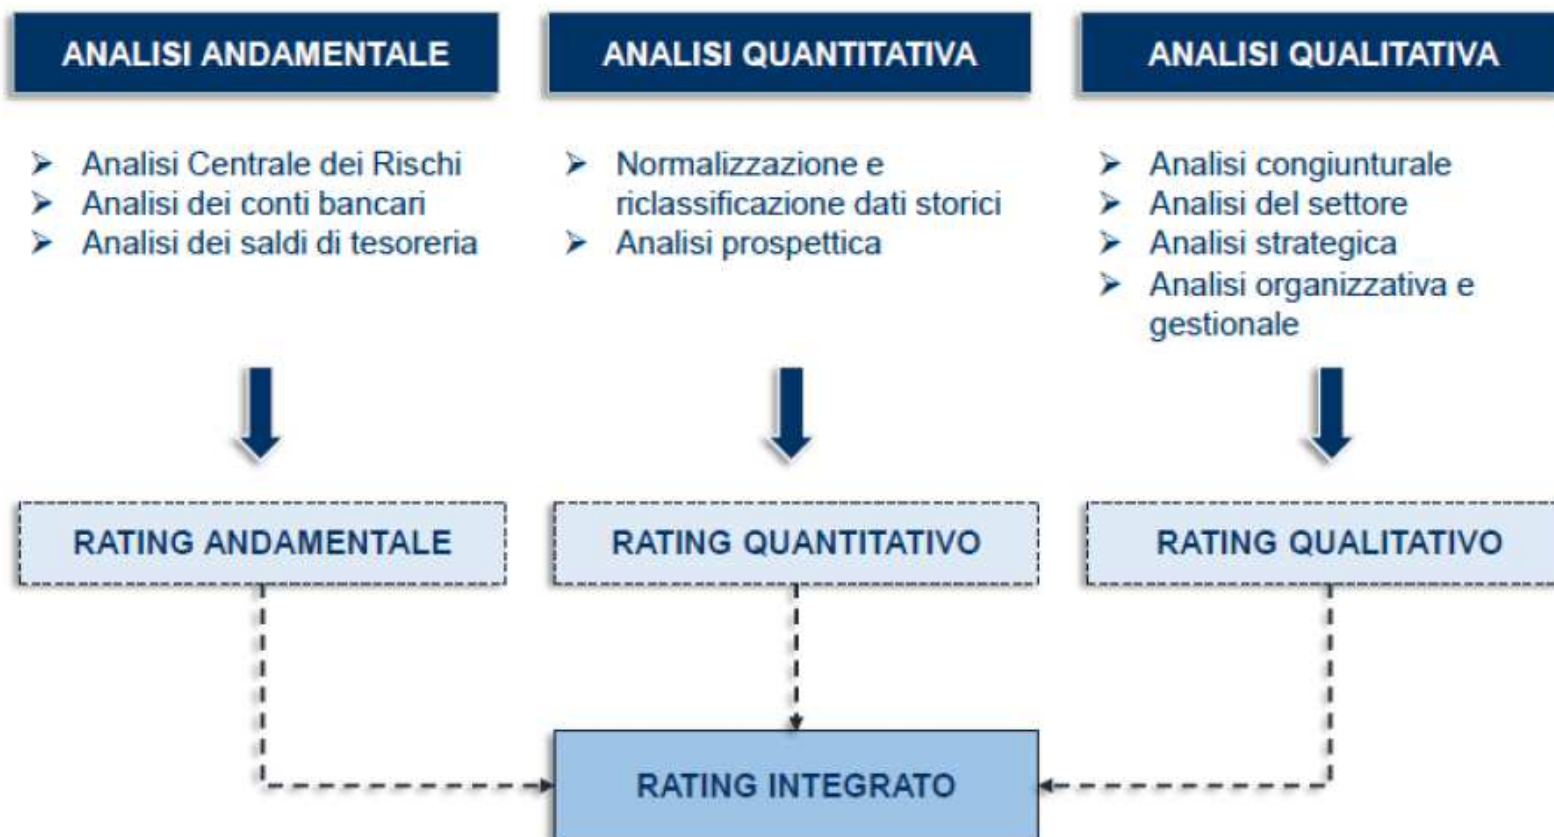 ANALISI ANDAMENTALE
ANALISI QUANTITATIVA
ANALISI QUALITATIVA
➢ Analisi Centrale dei Rischi
➢ Analisi dei conti bancari
➢ Analisi dei saldi di tesoreria
➢ Normalizzazione e
riclassificazione dati storici
➢ Analisi prospettica
➢ Analisi congiunturale
➢ Analisi del settore
➢ Analisi strategica
➢ Analisi organizzativa e
gestionale
RATING ANDAMENTALE
RATING QUANTITATIVO
RATING QUALITATIVO
RATING INTEGRATO